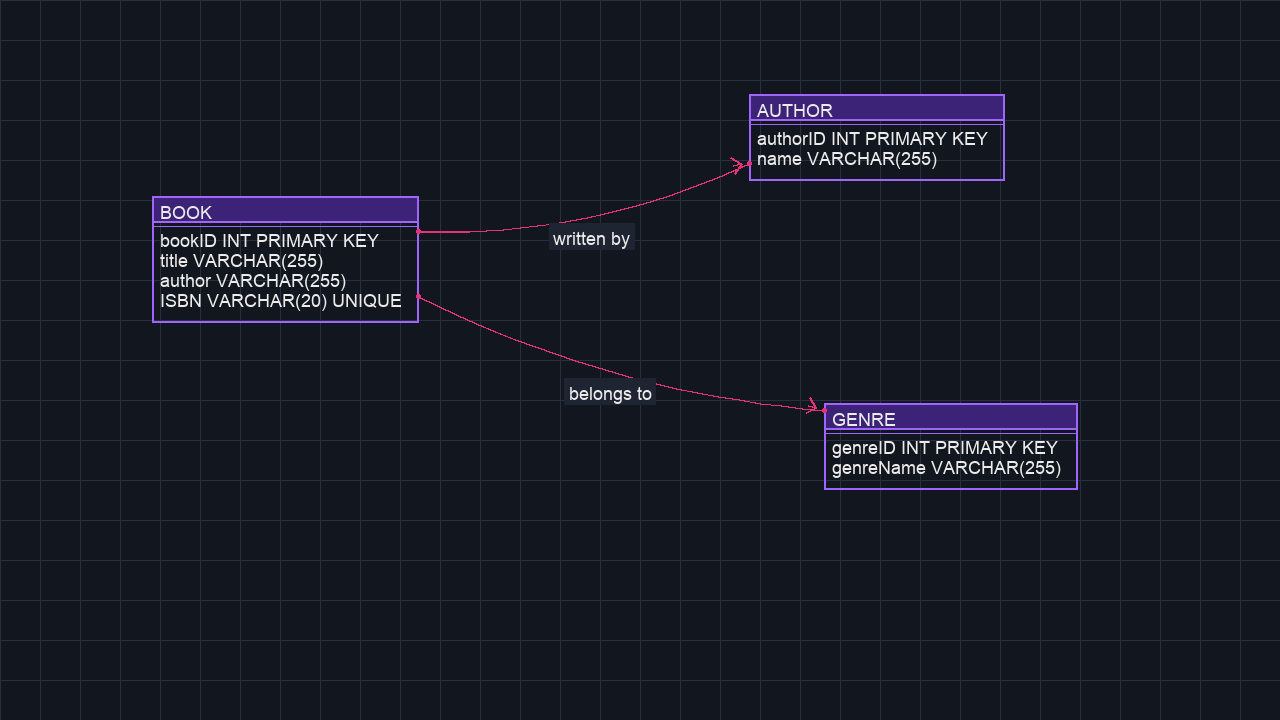 AUTHOR
authorID INT PRIMARY KEY
name VARCHAR(255)
BOOK
bookID INT PRIMARY KEY
title VARCHAR(255)
author VARCHAR(255)
ISBN VARCHAR(20) UNIQUE
written by
belongs to
GENRE
genreID INT PRIMARY KEY
genreName VARCHAR(255)